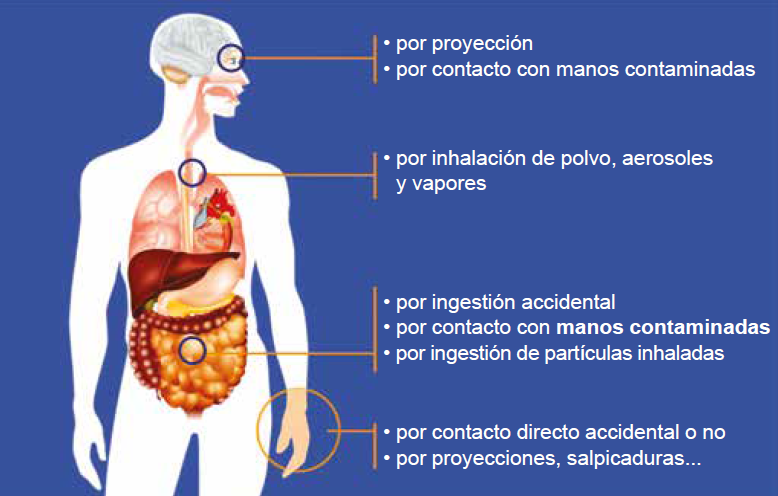 • por proyección
• por contacto con manos contaminadas
• por inhalación de polvo, aerosoles
y vapores
• por ingestión accidental
• por contacto con manos contaminadas
• por ingestión de partículas inhaladas
• por contacto directo accidental o no
• por proyecciones, salpicaduras...